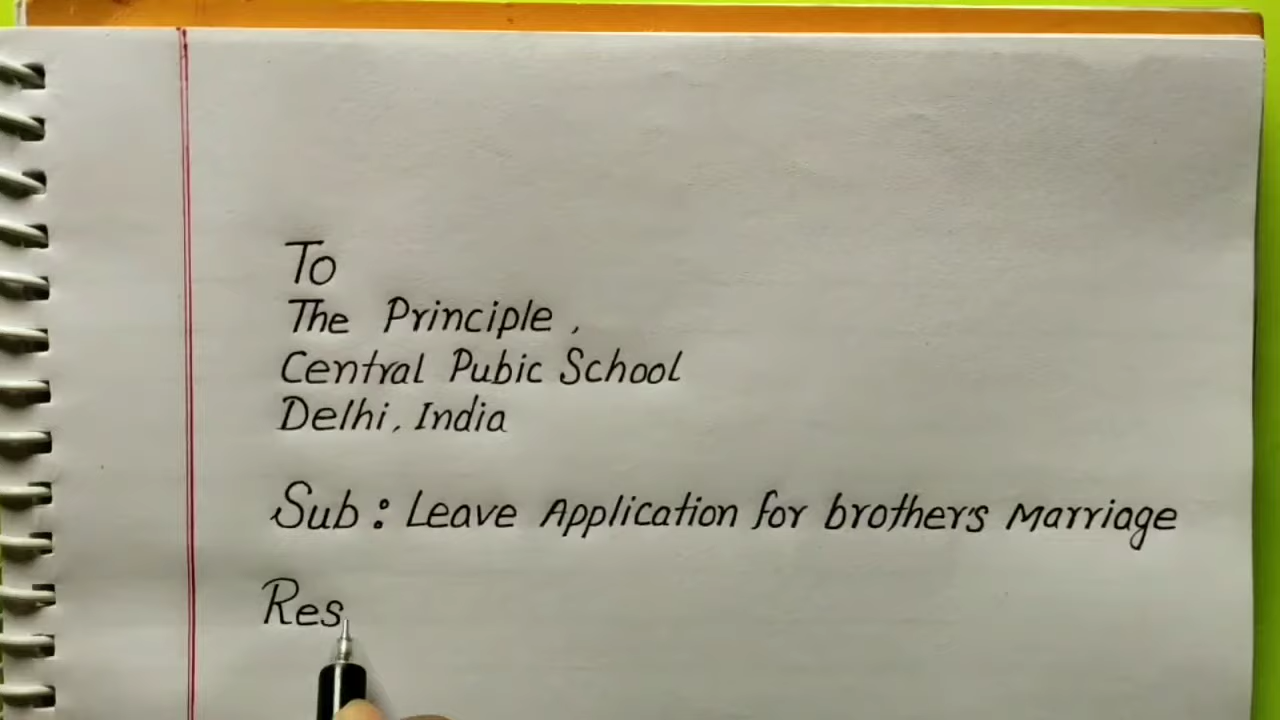 To
The Principle,
Central Pubic School
Delhi, India
Sub: Leave Application for brothers Marriage
Res